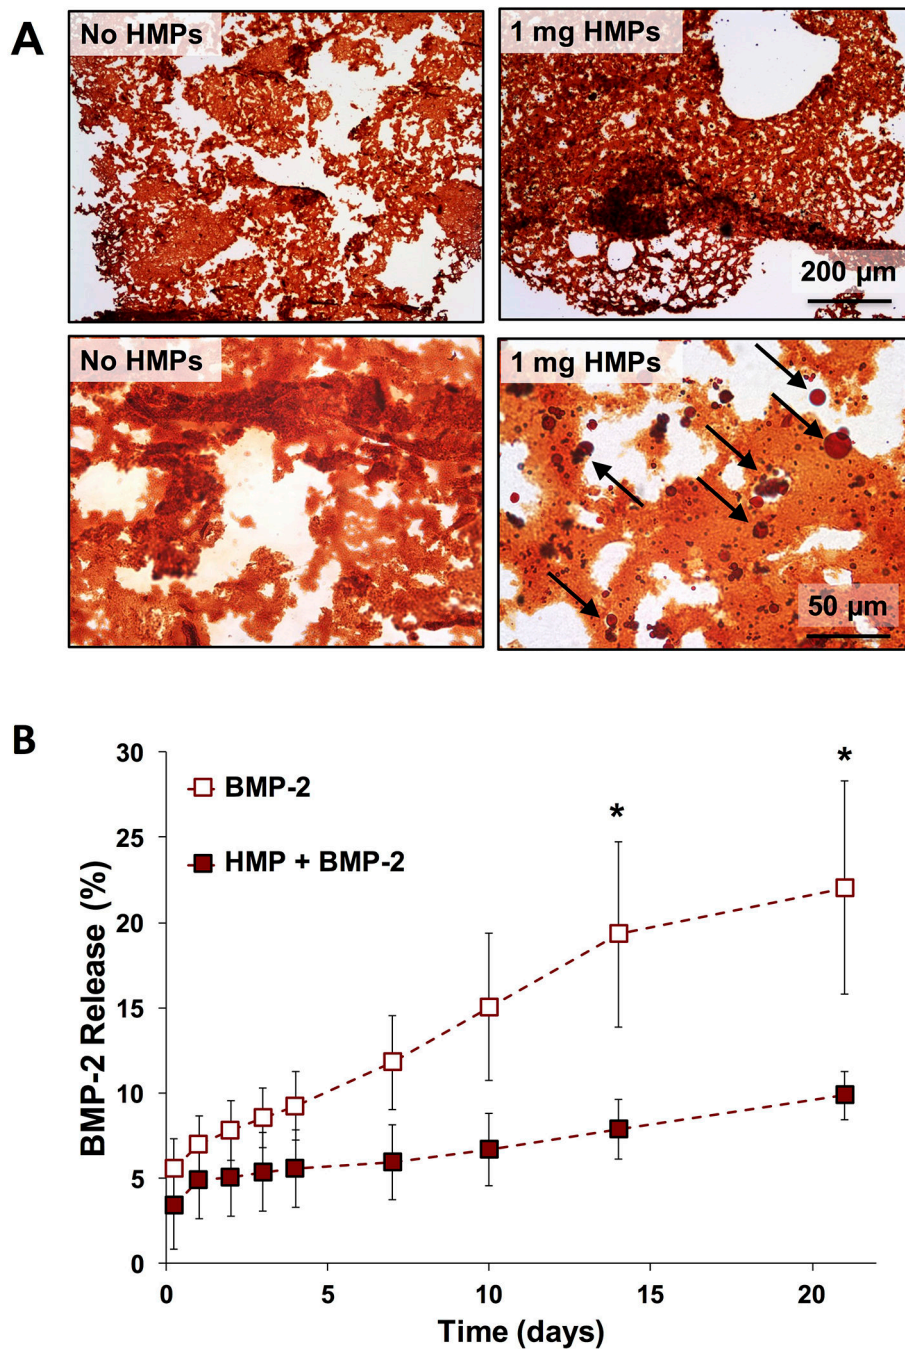 A
No HMPs
1 mg HMPs
200 µm
No HMPs
1 mg HMPs
50 µm
B
BMP-2 Release (%)
30
25
20
15
10
5
0
BMP-2
HMP + BMP-2
*
*
0 5 10 15 20
Time (days)